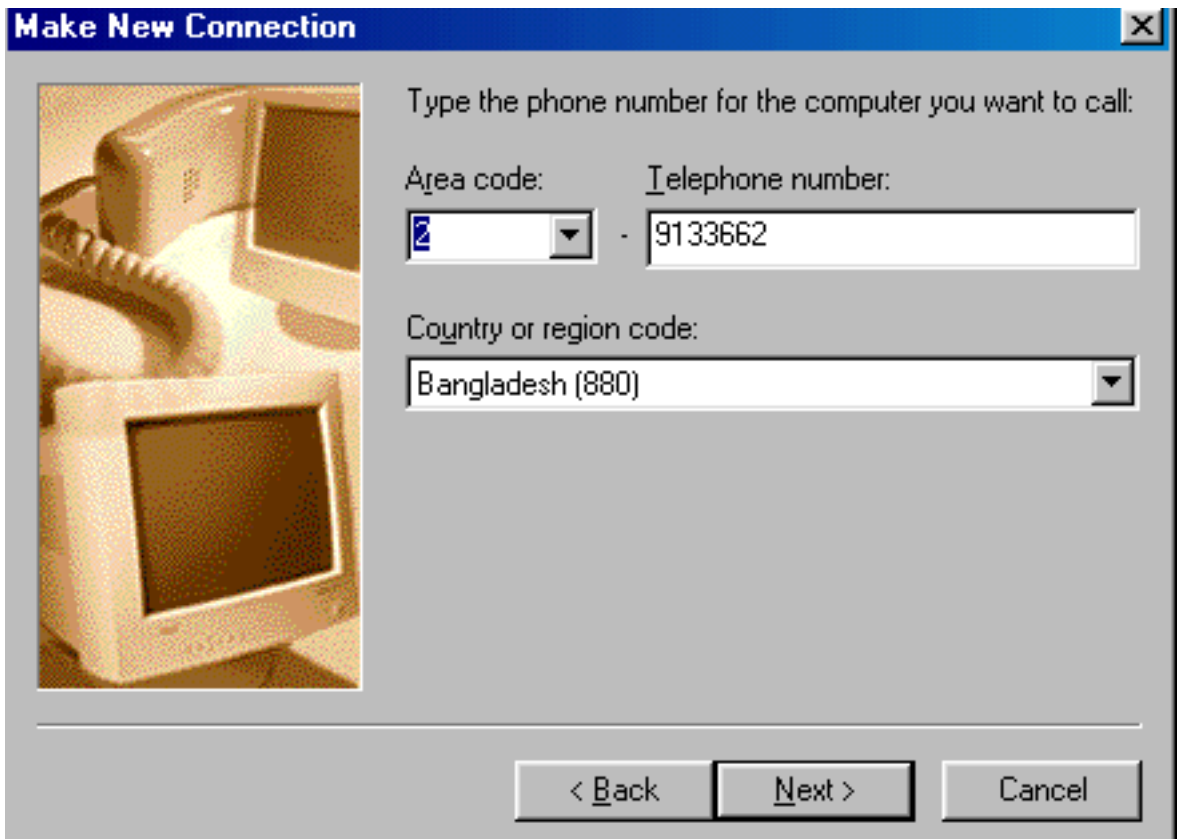 Make New Connection
Type the phone number for the computer you want to call:
Area code: Telephone number:
2 - 9133662
Country or region code:
Bangladesh (880)
< Back Next > Cancel